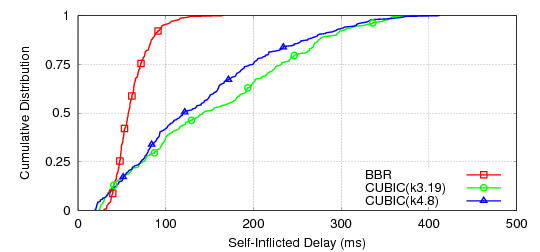 1
0.75
0.5
0.25
0
Cumulative Distribution
BBR
CUBIC(k3.19)
CUBIC(k4.8)
0 100 200 300 400 500
Self-Inflicted Delay (ms)